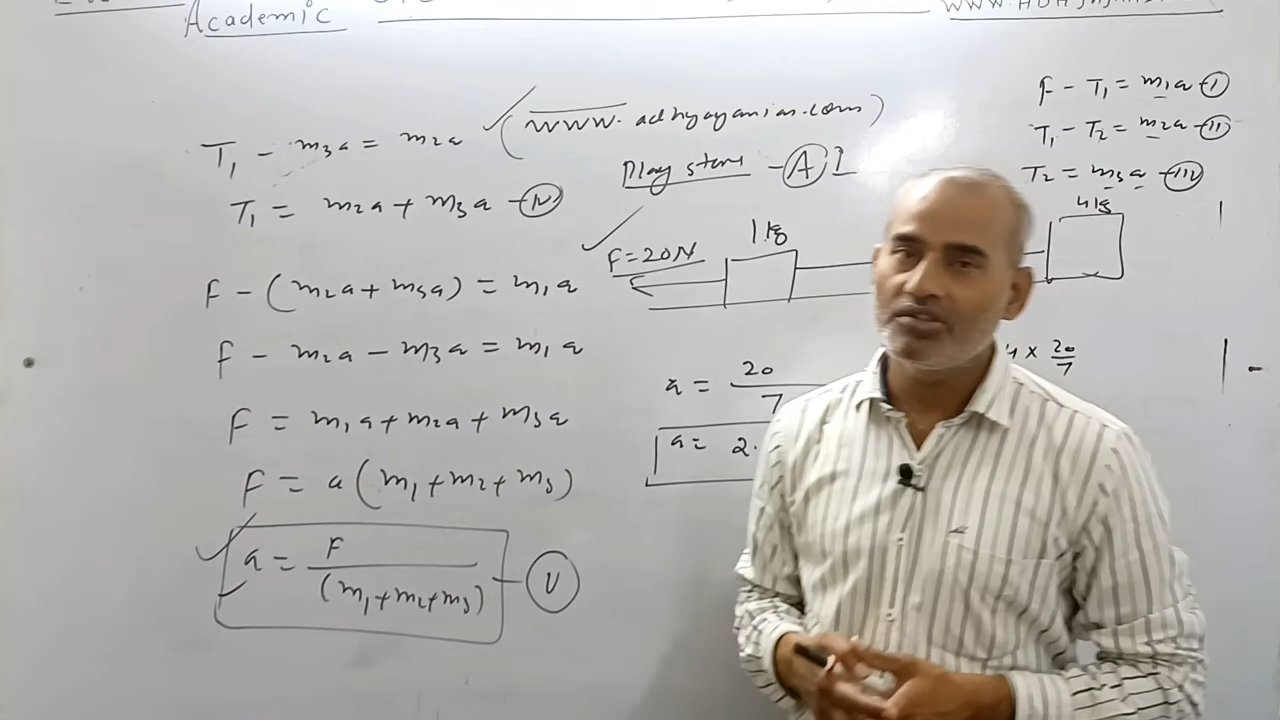 Academic
T₁ - m₃a = m₂a
(www.adhyayanias.com)
Play store - A I
T₁ = m₂a + m₃a - IV
F - (m₂a + m₃a) = m₁a
F - m₂a - m₃a = m₁a
F = m₁a + m₂a + m₃a
F = a (m₁ + m₂ + m₃)
a = F / (m₁ + m₂ + m₃) - V
F - T₁ = m₁a - I
T₁ - T₂ = m₂a - II
T₂ = m₃a - III
F = 20N
1kg
4kg
a = 20 / 7
a = 2.
4 × 20/7